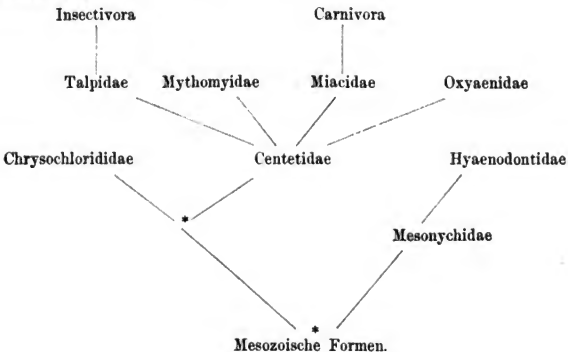 Insectivora Carnivora
Talpidae Mythomyidae Miacidae Oxyaenidae
Chrysochlorididae Centetidae Hyaenodontidae
*
Mesonychidae
*
Mesozoische Formen.